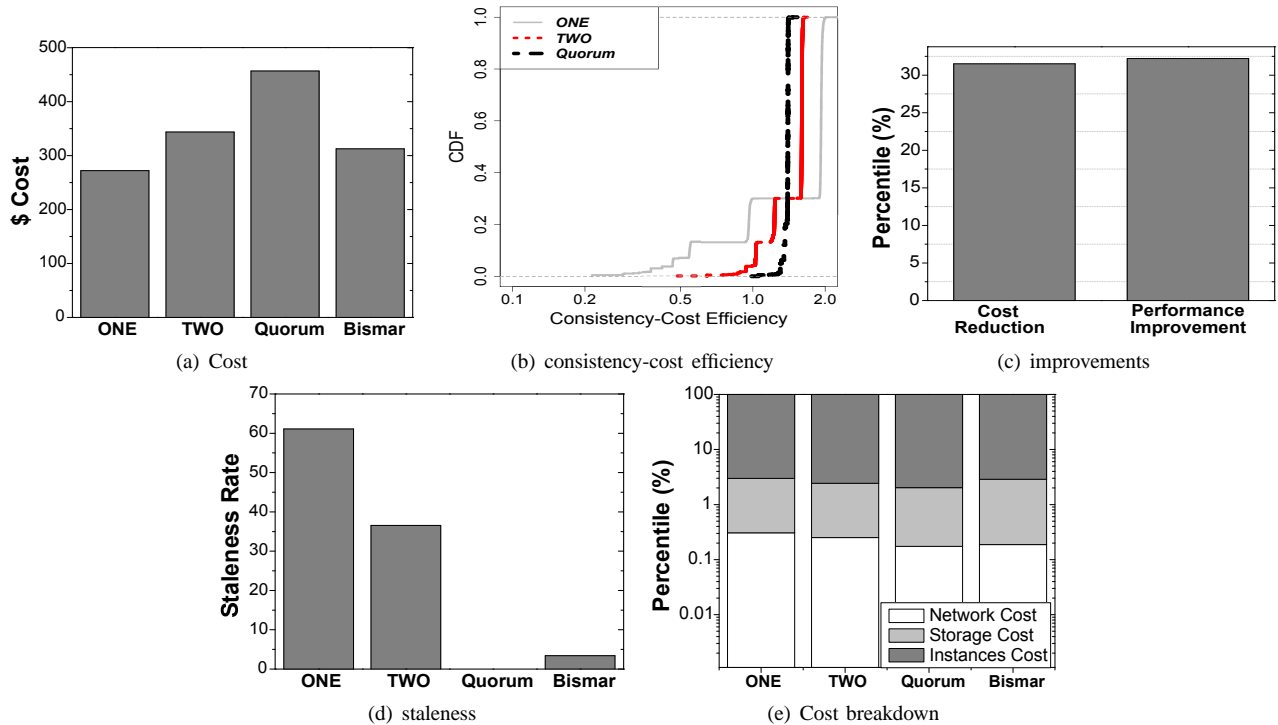 $ Cost
500
400
300
200
100
0
ONE TWO Quorum Bismar
(a) Cost
ONE
TWO
Quorum
CDF
1.0
0.8
0.6
0.4
0.2
0.0
0.1 0.2 0.5 1.0 2.0
Consistency-Cost Efficiency
(b) consistency-cost efficiency
Percentile (%)
30
25
20
15
10
5
0
Cost Performance
Reduction Improvement
(c) improvements
Staleness Rate
70
60
50
40
30
20
10
0
ONE TWO Quorum Bismar
(d) staleness
Percentile (%)
100
10
1
0.1
0.01
Network Cost
Storage Cost
Instances Cost
ONE TWO Quorum Bismar
(e) Cost breakdown